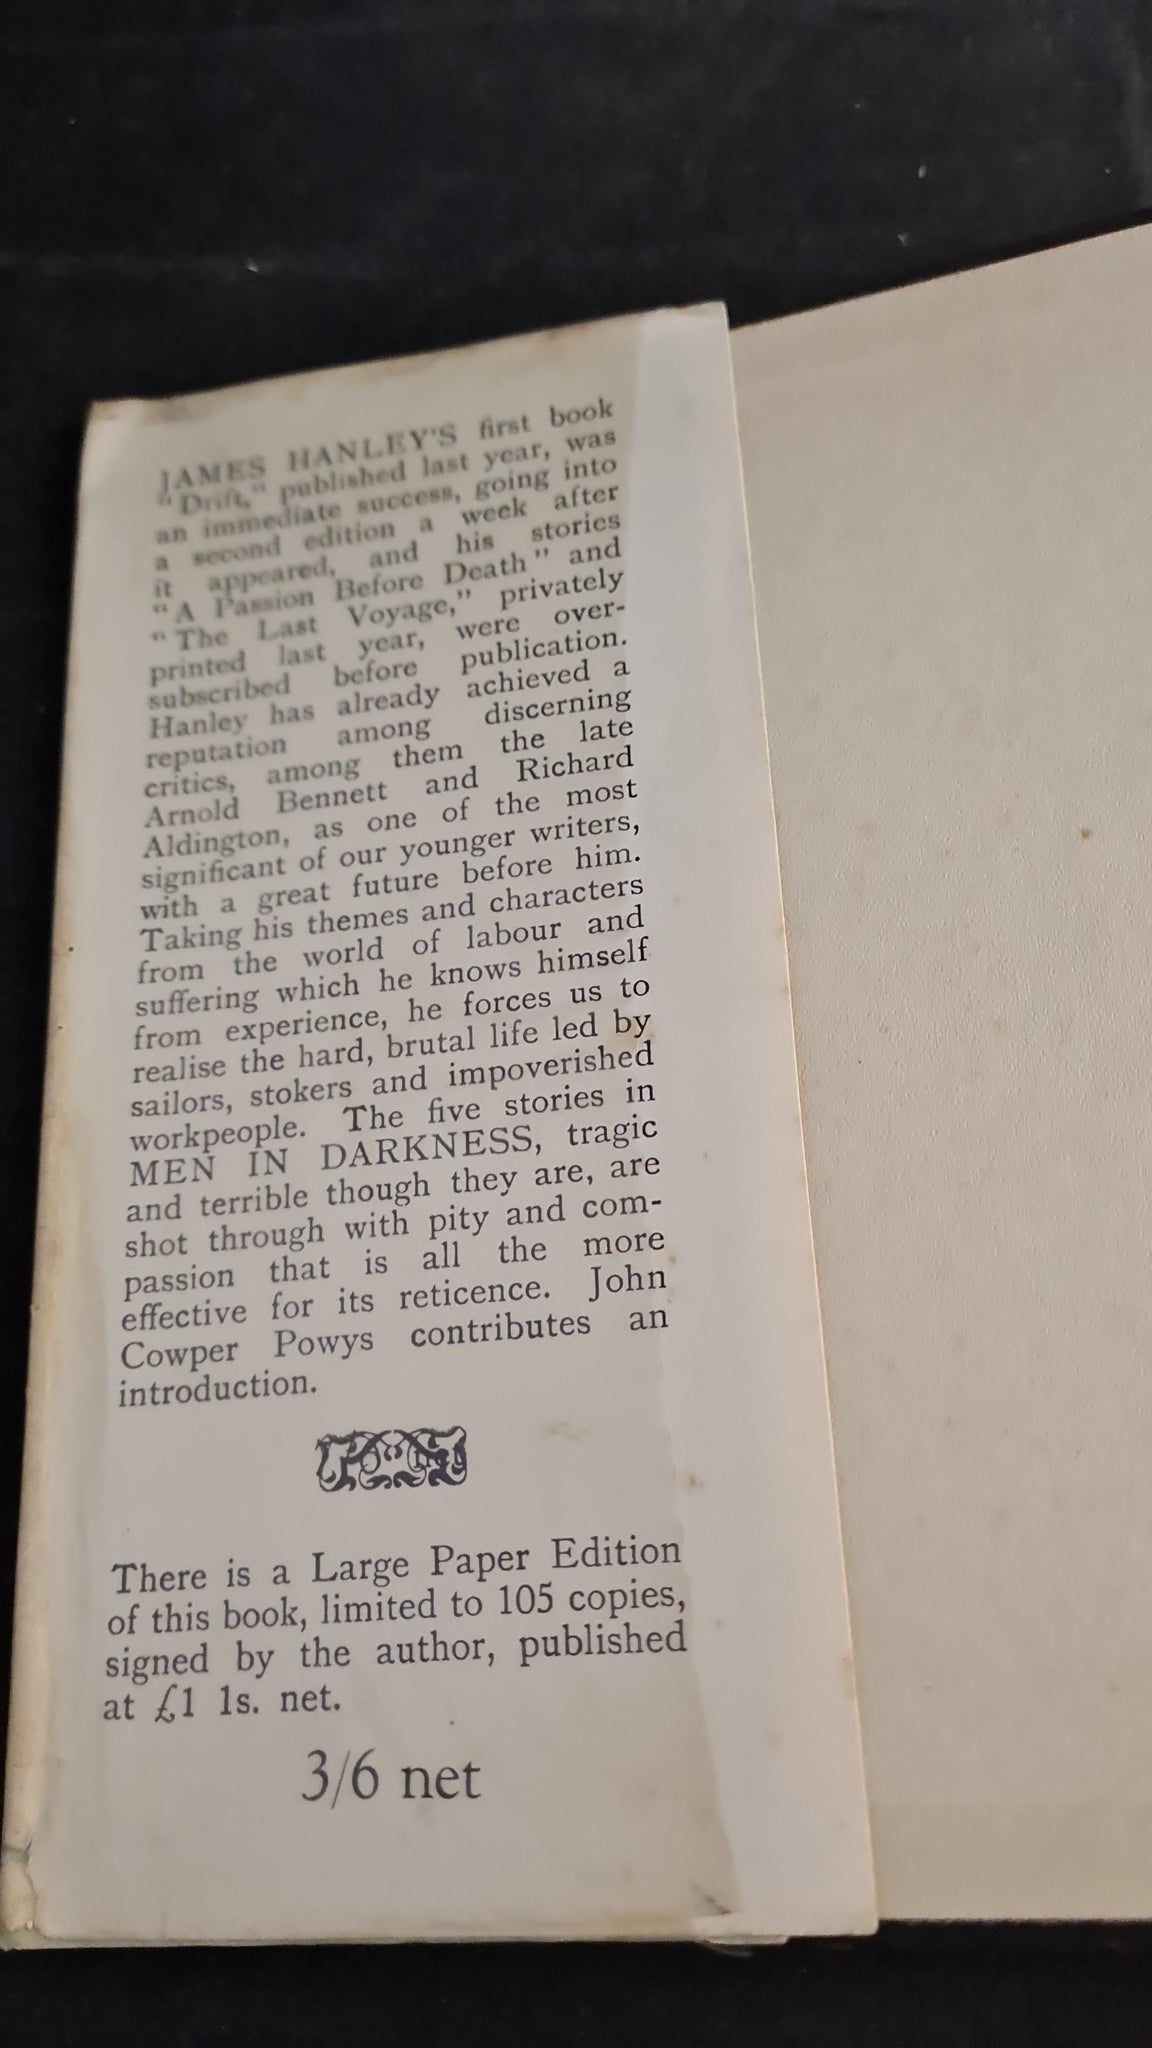 JAMES HANLEY'S first book
"Drift," published last year, was
an immediate success, going into
a second edition a week after
it appeared, and his stories
"A Passion Before Death" and
"The Last Voyage," privately
printed last year, were over-
subscribed before publication.
Hanley has already achieved a
reputation among discerning
critics, among them the late
Arnold Bennett and Richard
Aldington, as one of the most
significant of our younger writers,
with a great future before him.
Taking his themes and characters
from the world of labour and
suffering which he knows himself
from experience, he forces us to
realise the hard, brutal life led by
sailors, stokers and impoverished
workpeople. The five stories in
MEN IN DARKNESS, tragic
and terrible though they are, are
shot through with pity and com-
passion that is all the more
effective for its reticence. John
Cowper Powys contributes an
introduction.
There is a Large Paper Edition
of this book, limited to 105 copies,
signed by the author, published
at £1 1s. net.
3/6 net